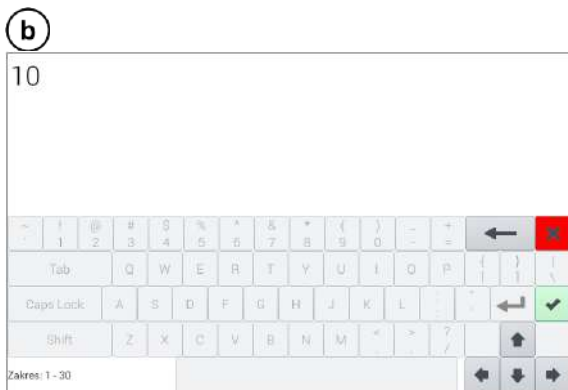 b
10
~ ! @ # $ % ^ & * ( ) _ +
` 1 2 3 4 5 6 7 8 9 0 - =
Tab Q W E R T Y U I O P { } |
[ ] \
Caps Lock A S D F G H J K L : "
; '
Shift Z X C V B N M < > ?
, . /
Zakres: 1 - 30